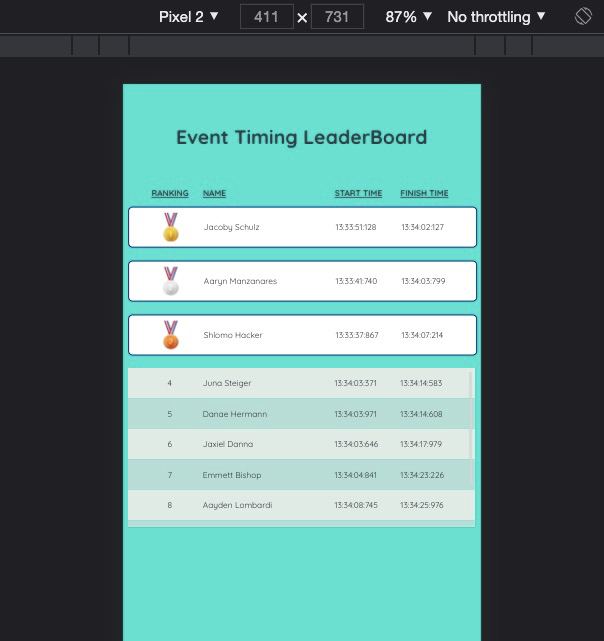 Pixel 2 ▼ 411 × 731 87% ▼ No throttling ▼
Event Timing LeaderBoard
RANKING NAME START TIME FINISH TIME
Jacoby Schulz 13:33:51:128 13:34:02:127
Aaryn Manzanares 13:33:41:740 13:34:03:799
Shlomo Hacker 13:33:37:867 13:34:07:214
4 Juna Steiger 13:34:03:371 13:34:14:583
5 Danae Hermann 13:34:03:971 13:34:14:608
6 Jaxiel Danna 13:34:03:646 13:34:17:979
7 Emmett Bishop 13:34:04:841 13:34:23:226
8 Aayden Lombardi 13:34:08:745 13:34:25:976